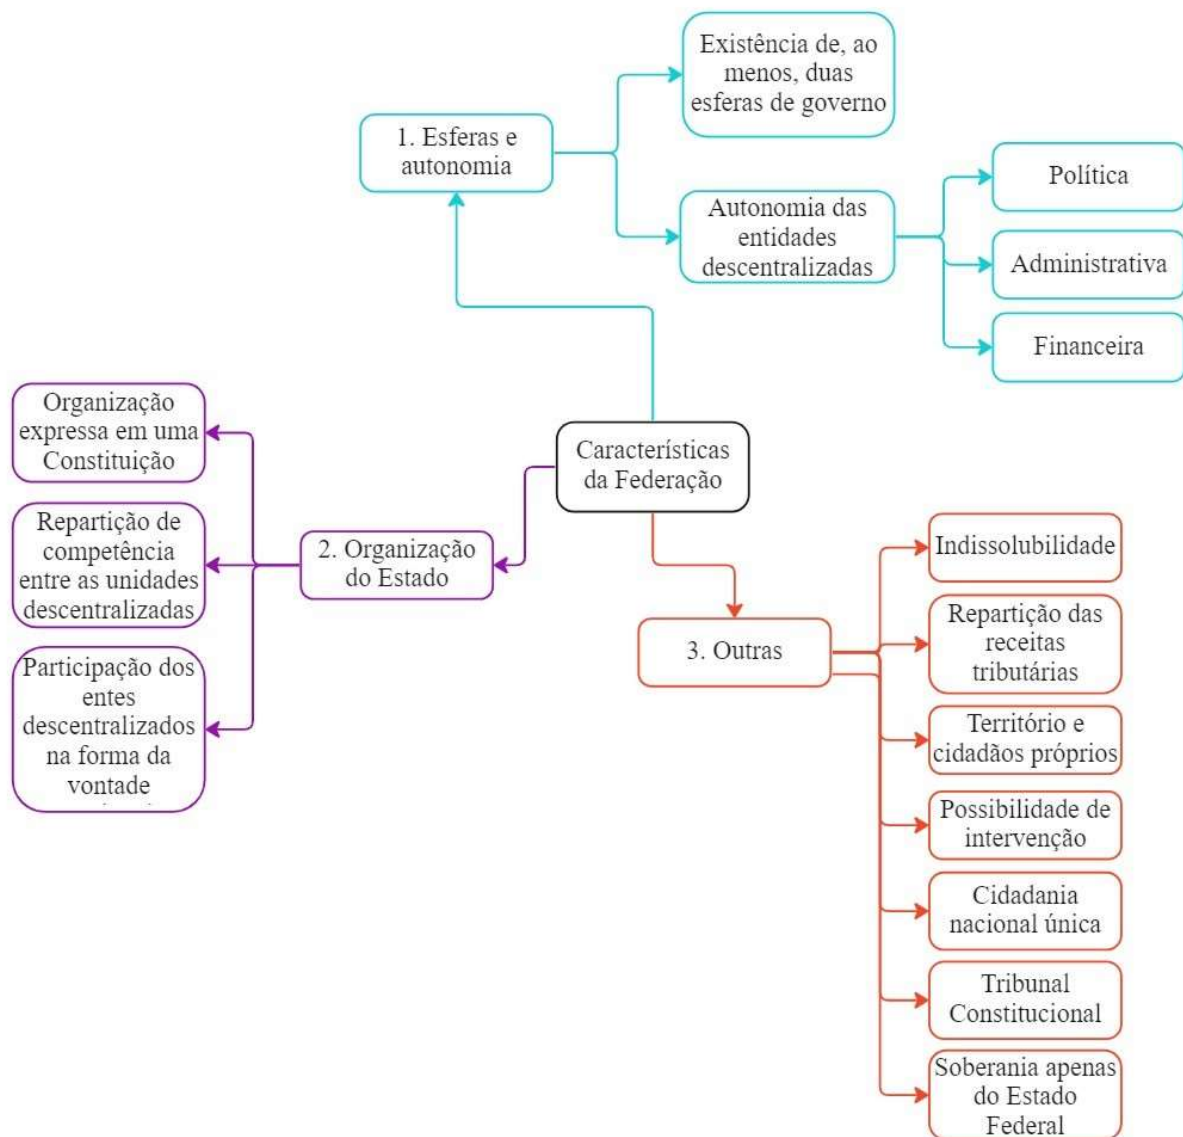 Existência de, ao
menos, duas
esferas de governo
1. Esferas e
autonomia
Autonomia das
entidades
descentralizadas
Política
Administrativa
Financeira
Características
da Federação
Organização
expressa em uma
Constituição
2. Organização
do Estado
Repartição de
competência
entre as unidades
descentralizadas
Participação dos
entes
descentralizados
na forma da
vontade
3. Outras
Indissolubilidade
Repartição das
receitas
tributárias
Território e
cidadãos próprios
Possibilidade de
intervenção
Cidadania
nacional única
Tribunal
Constitucional
Soberania apenas
do Estado
Federal